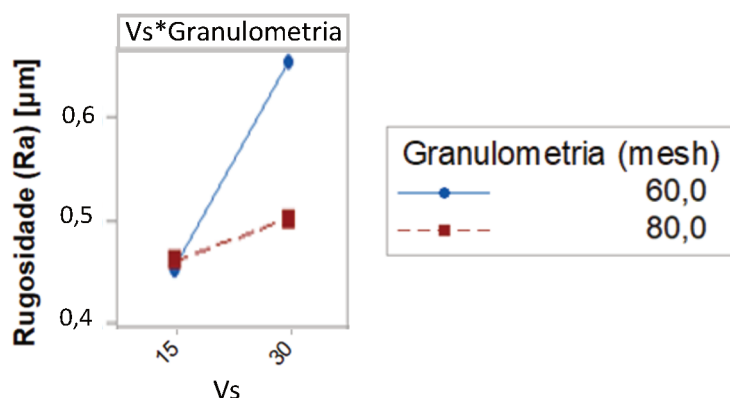 Vs*Granulometria
Rugosidade (Ra) [µm]
0,6
0,5
0,4
15
30
Vs
Granulometria (mesh)
60,0
80,0